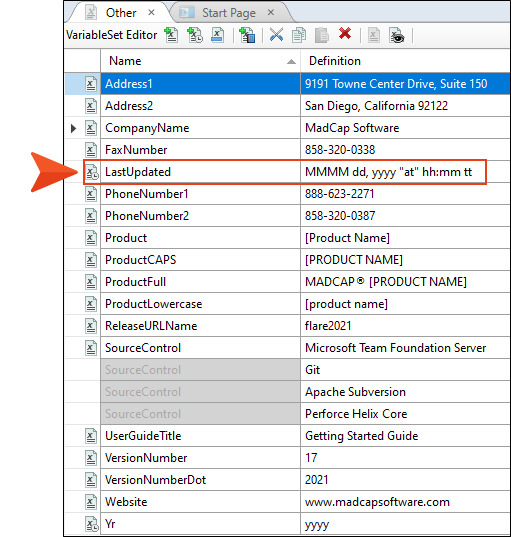 Other × Start Page ×
VariableSet Editor
Name Definition
Address1 9191 Towne Center Drive, Suite 150
Address2 San Diego, California 92122
CompanyName MadCap Software
FaxNumber 858-320-0338
LastUpdated MMMM dd, yyyy "at" hh:mm tt
PhoneNumber1 888-623-2271
PhoneNumber2 858-320-0387
Product [Product Name]
ProductCAPS [PRODUCT NAME]
ProductFull MADCAP® [PRODUCT NAME]
ProductLowercase [product name]
ReleaseURLName flare2021
SourceControl Microsoft Team Foundation Server
SourceControl Git
SourceControl Apache Subversion
SourceControl Perforce Helix Core
UserGuideTitle Getting Started Guide
VersionNumber 17
VersionNumberDot 2021
Website www.madcapsoftware.com
Yr yyyy